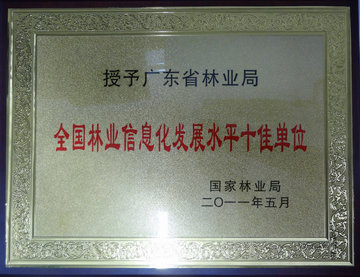 授予广东省林业局
全国林业信息化发展水平十佳单位
国家林业局
二〇一一年五月